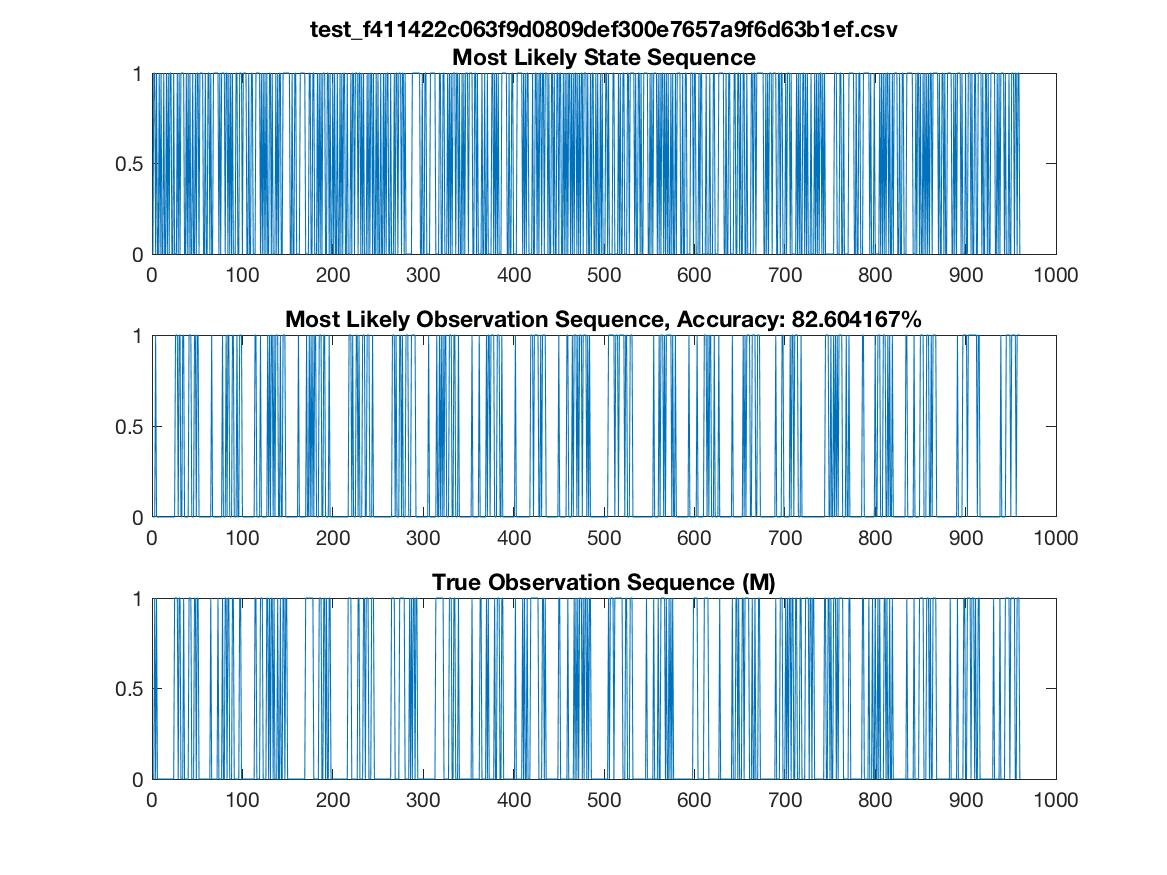 test_f411422c063f9d0809def300e7657a9f6d63b1ef.csv
Most Likely State Sequence
1
0.5
0
0 100 200 300 400 500 600 700 800 900 1000
Most Likely Observation Sequence, Accuracy: 82.604167%
1
0.5
0
0 100 200 300 400 500 600 700 800 900 1000
True Observation Sequence (M)
1
0.5
0
0 100 200 300 400 500 600 700 800 900 1000